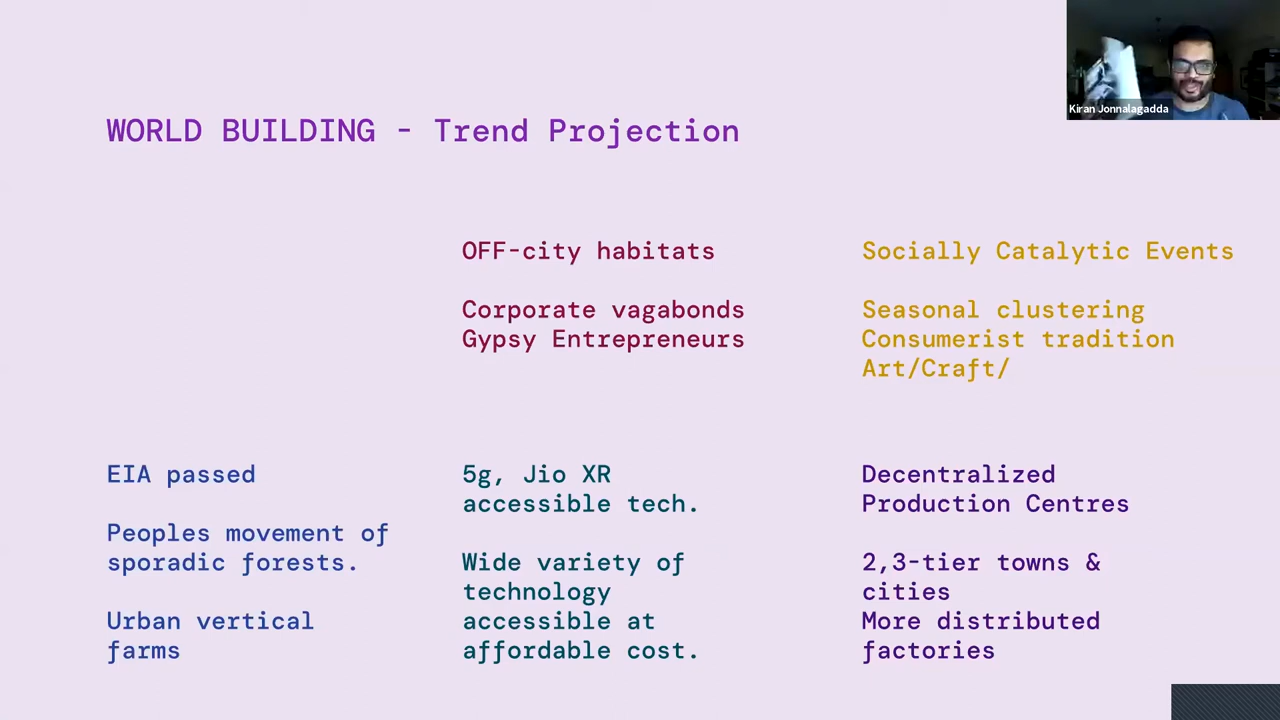 Kiran Jonnalagadda
WORLD BUILDING - Trend Projection
OFF-city habitats
Corporate vagabonds
Gypsy Entrepreneurs
Socially Catalytic Events
Seasonal clustering
Consumerist tradition
Art/Craft/
EIA passed
Peoples movement of
sporadic forests.
Urban vertical
farms
5g, Jio XR
accessible tech.
Wide variety of
technology
accessible at
affordable cost.
Decentralized
Production Centres
2,3-tier towns &
cities
More distributed
factories